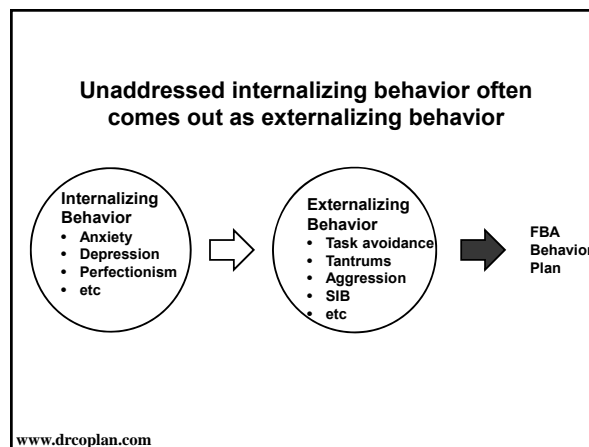 Unaddressed internalizing behavior often
comes out as externalizing behavior
Internalizing
Behavior
• Anxiety
• Depression
• Perfectionism
• etc
Externalizing
Behavior
• Task avoidance
• Tantrums
• Aggression
• SIB
• etc
FBA
Behavior
Plan
www.drcoplan.com